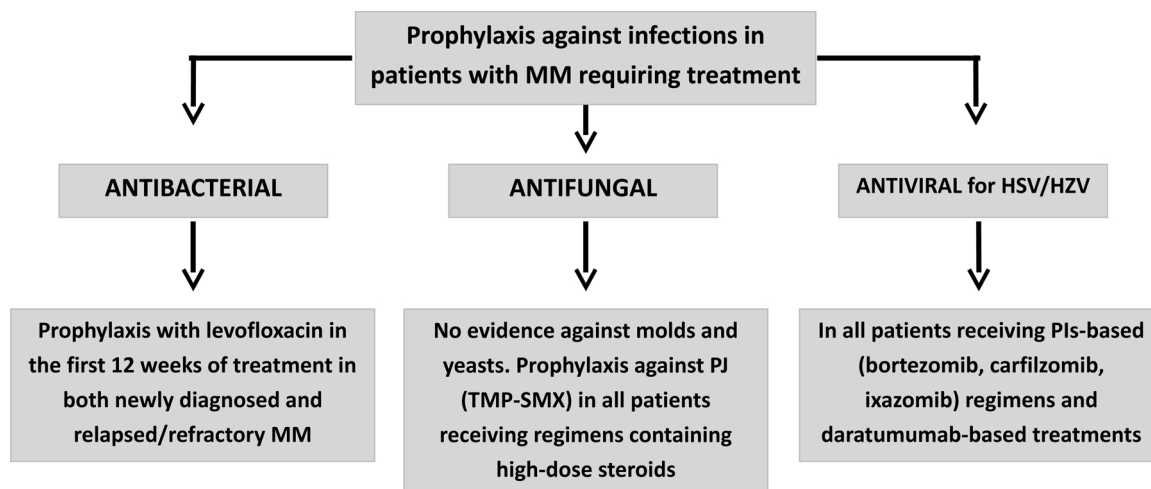 Prophylaxis against infections in
patients with MM requiring treatment
ANTIBACTERIAL
ANTIFUNGAL
ANTIVIRAL for HSV/HZV
Prophylaxis with levofloxacin in
the first 12 weeks of treatment in
both newly diagnosed and
relapsed/refractory MM
No evidence against molds and
yeasts. Prophylaxis against PJ
(TMP-SMX) in all patients
receiving regimens containing
high-dose steroids
In all patients receiving PIs-based
(bortezomib, carfilzomib,
ixazomib) regimens and
daratumumab-based treatments